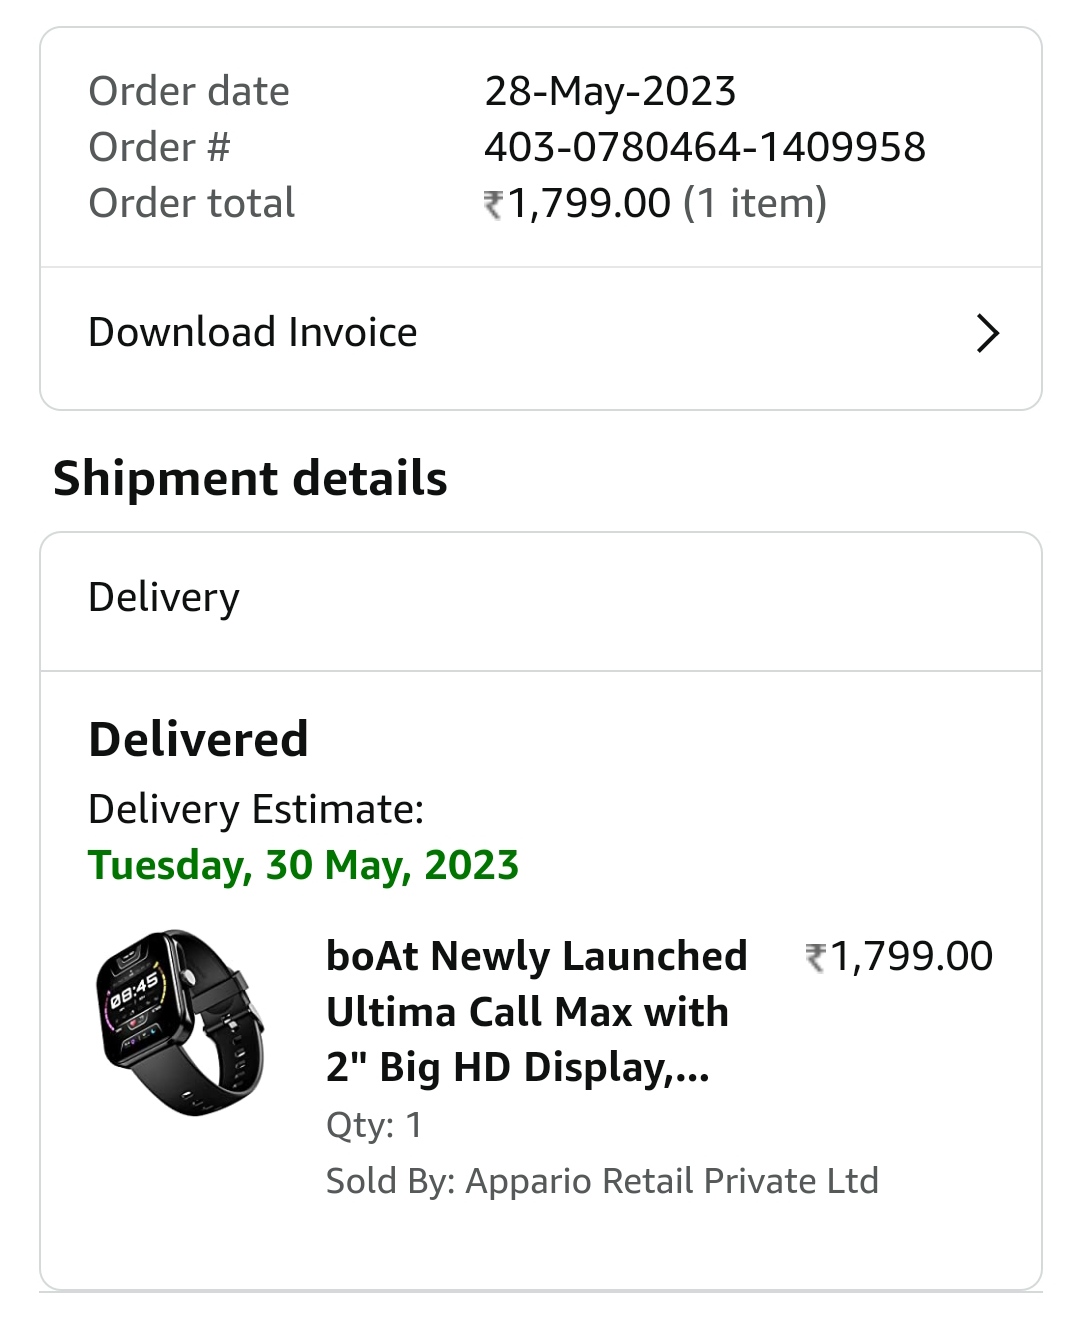 Order date 28-May-2023
Order # 403-0780464-1409958
Order total ₹1,799.00 (1 item)
Download Invoice
Shipment details
Delivery
Delivered
Delivery Estimate:
Tuesday, 30 May, 2023
08:45
boAt Newly Launched ₹1,799.00
Ultima Call Max with
2" Big HD Display,...
Qty: 1
Sold By: Appario Retail Private Ltd